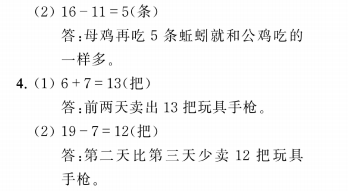 (2) 16-11=5(条)
答:母鸡再吃 5 条蚯蚓就和公鸡吃的
一样多。
4. (1) 6+7=13(把)
答:前两天卖出 13 把玩具手枪。
(2) 19-7=12(把)
答:第二天比第三天少卖 12 把玩具
手枪。